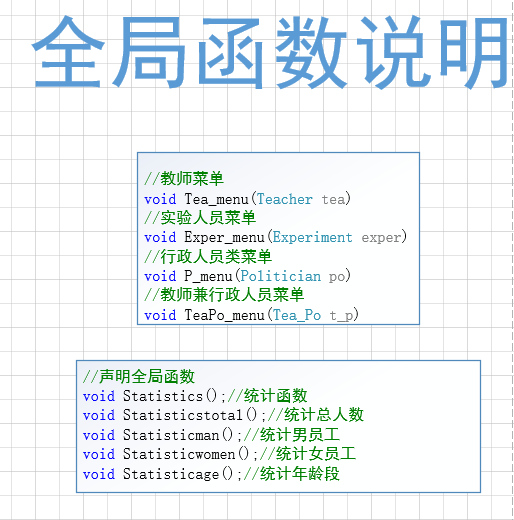 全局函数说明
//教师菜单
void Tea_menu(Teacher tea)
//实验人员菜单
void Exper_menu(Experiment exper)
//行政人员类菜单
void P_menu(Politician po)
//教师兼行政人员菜单
void TeaPo_menu(Tea_Po t_p)
//声明全局函数
void Statistics();//统计函数
void Statisticstotal();//统计总人数
void Statisticman();//统计男员工
void Statisticwomen();//统计女员工
void Statisticage();//统计年龄段